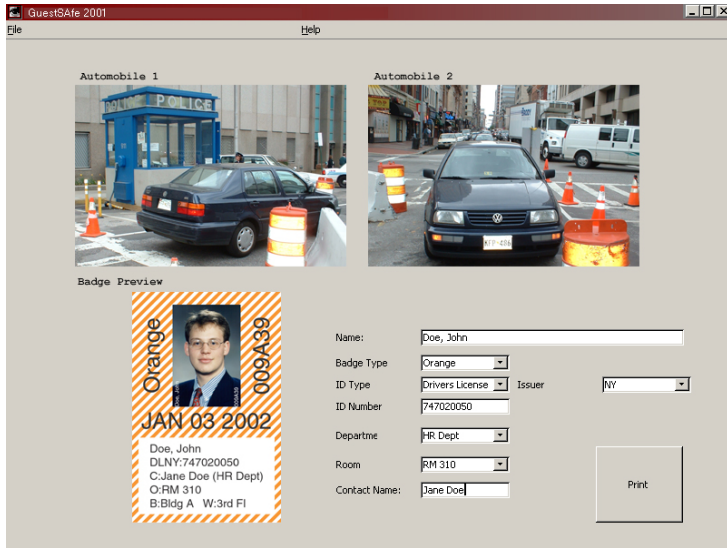 GuestSAfe 2001
File Help
Automobile 1 Automobile 2
POLICE POLICE
Badge Preview
Orange
009A39
JAN 03 2002
Doe, John
DLNY:747020050
C:Jane Doe (HR Dept)
O:RM 310
B:Bldg A W:3rd Fl
Name: Doe, John
Badge Type Orange
ID Type Drivers License Issuer NY
ID Number 747020050
Departme HR Dept
Room RM 310
Contact Name: Jane Doe
Print